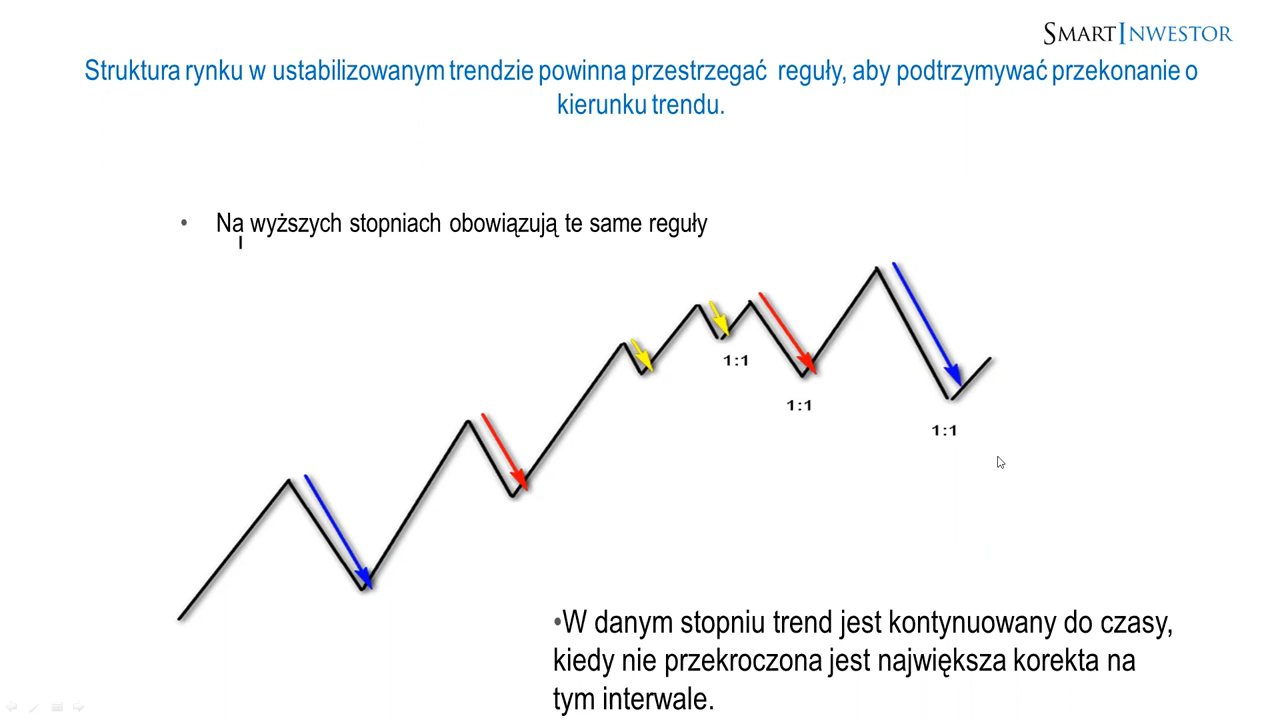 SMARTINWESTOR
Struktura rynku w ustabilizowanym trendzie powinna przestrzegać reguły, aby podtrzymywać przekonanie o
kierunku trendu.
• Na wyższych stopniach obowiązują te same reguły
1:1
1:1
1:1
•W danym stopniu trend jest kontynuowany do czasy,
kiedy nie przekroczona jest największa korekta na
tym interwale.